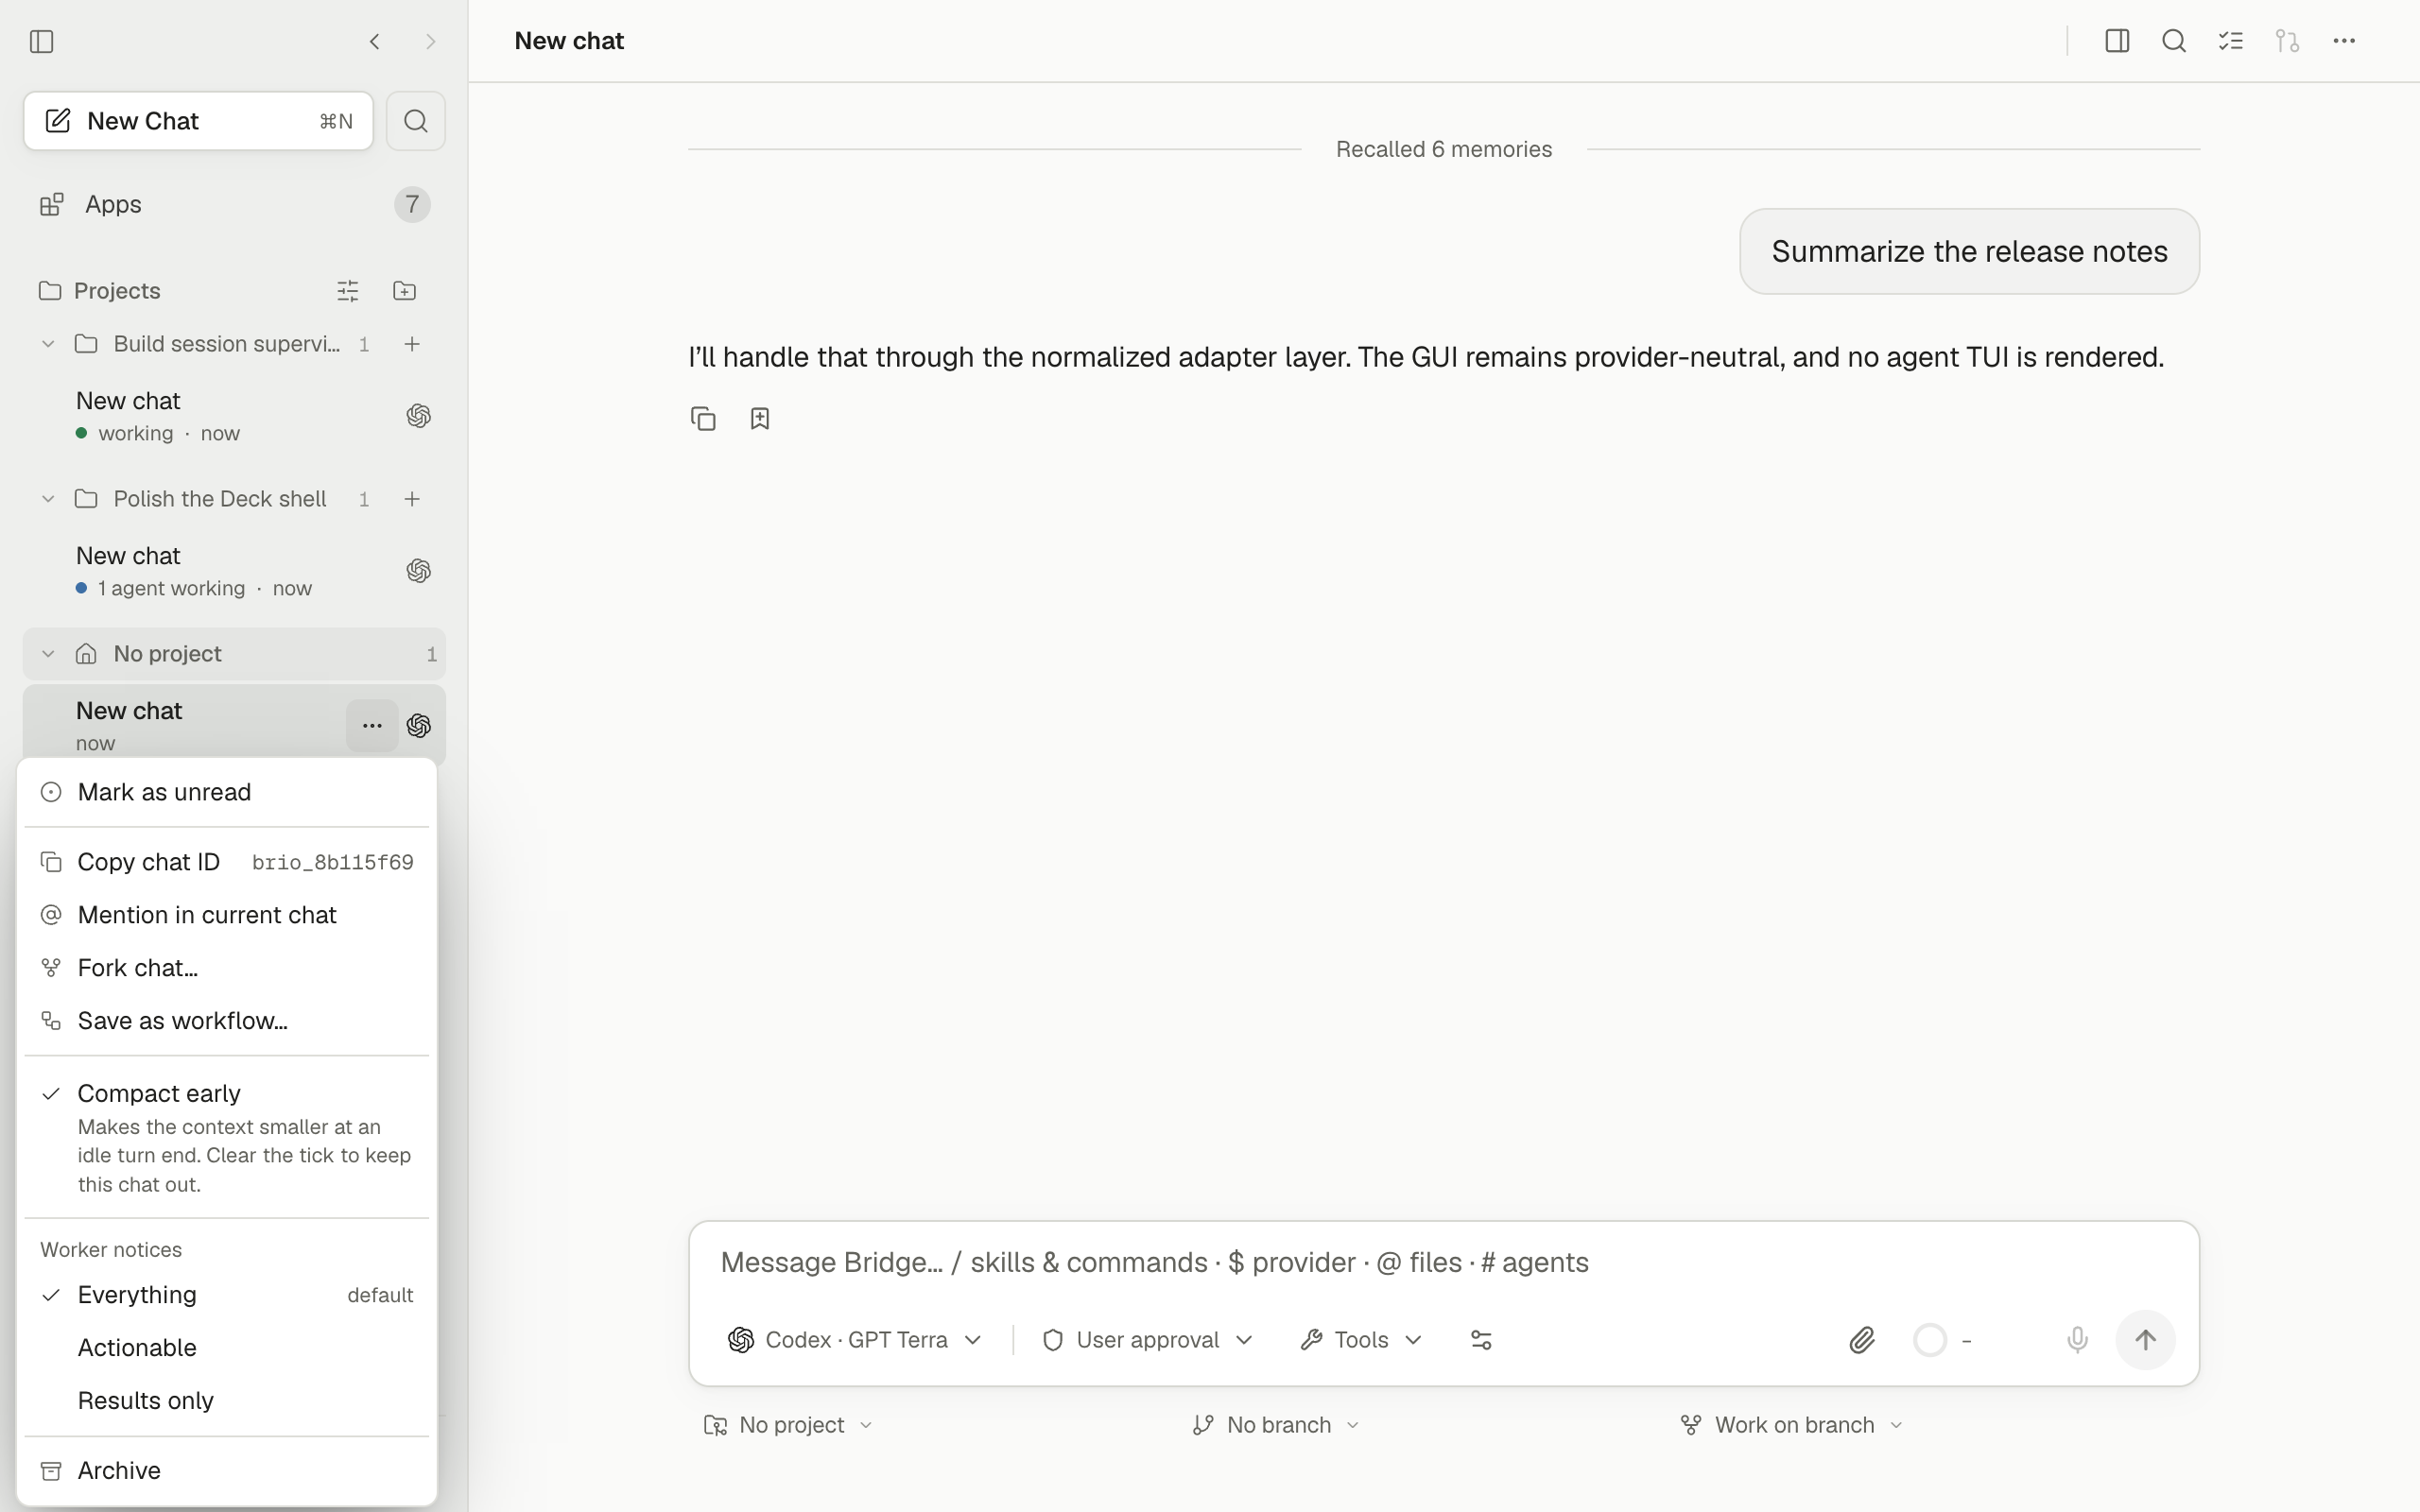 New Chat ⌘N
Apps 7
Projects
Build session supervi… 1
New chat
working · now
Polish the Deck shell 1
New chat
1 agent working · now
No project 1
New chat
now
Mark as unread
Copy chat ID brio_8b115f69
Mention in current chat
Fork chat…
Save as workflow…
Compact early
Makes the context smaller at an
idle turn end. Clear the tick to keep
this chat out.
Worker notices
Everything default
Actionable
Results only
Archive
New chat
Recalled 6 memories
Summarize the release notes
I’ll handle that through the normalized adapter layer. The GUI remains provider-neutral, and no agent TUI is rendered.
Message Bridge… / skills & commands · $ provider · @ files · # agents
Codex · GPT Terra User approval Tools –
No project No branch Work on branch